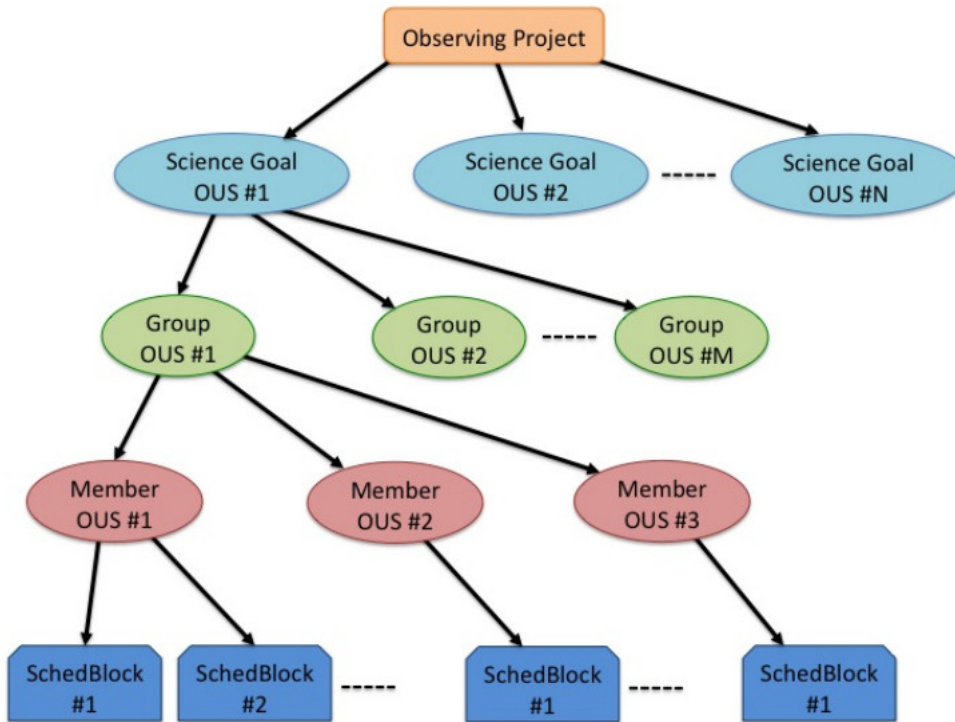 Observing Project
Science Goal
OUS #1
Science Goal
OUS #2
Science Goal
OUS #N
Group
OUS #1
Group
OUS #2
Group
OUS #M
Member
OUS #1
Member
OUS #2
Member
OUS #3
SchedBlock
#1
SchedBlock
#2
SchedBlock
#1
SchedBlock
#1